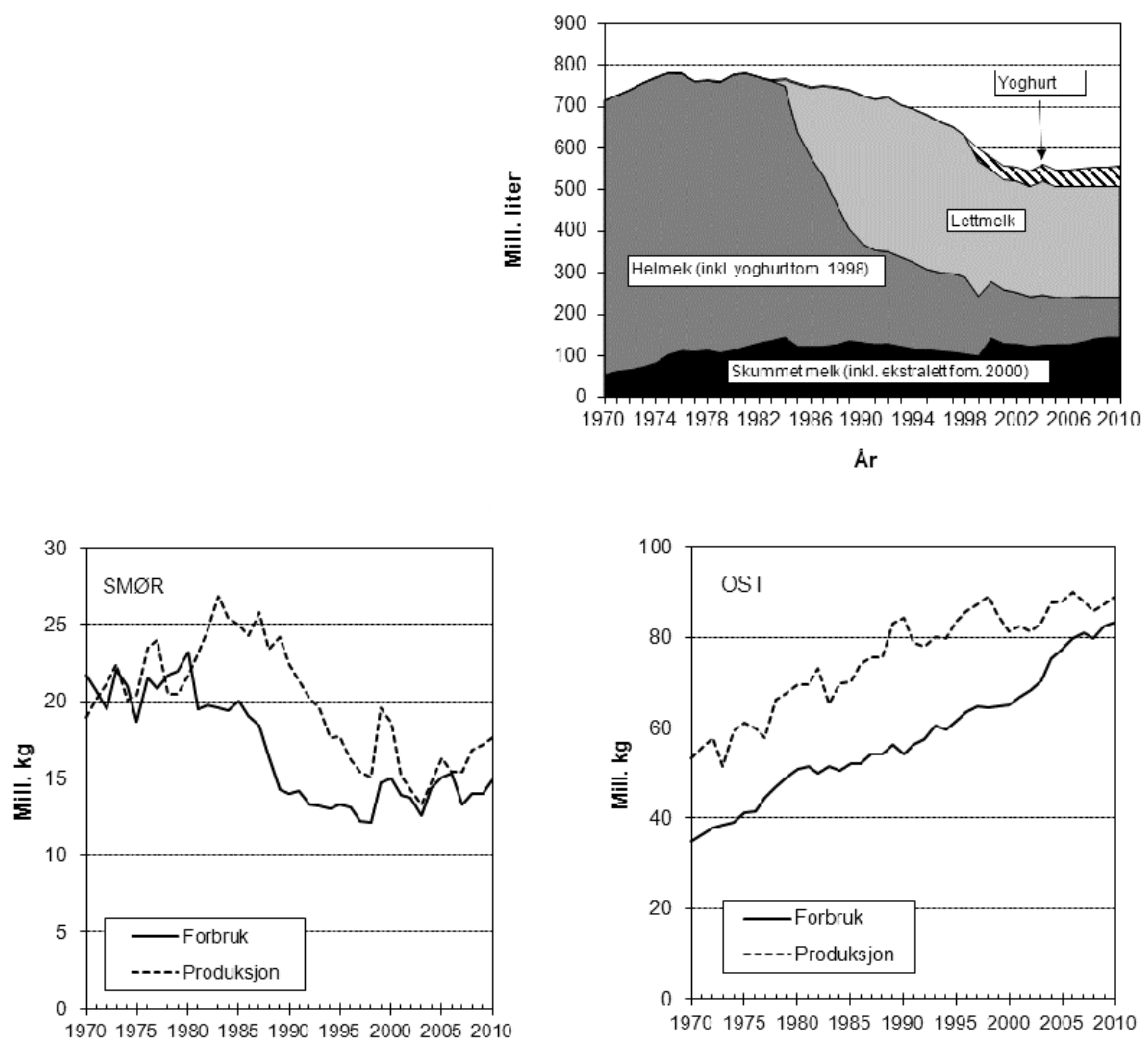 900
800
700
600
500
400
300
200
100
0
Mill. liter
Yoghurt
Lettmelk
Helmelk (inkl. yoghurt fom. 1998)
Skummet melk (inkl. ekstralett fom. 2000)
1970 1974 1978 1982 1986 1990 1994 1998 2002 2006 2010
År
30
25
20
15
10
5
0
Mill. kg
SMØR
Forbruk
Produksjon
1970 1975 1980 1985 1990 1995 2000 2005 2010
100
80
60
40
20
0
Mill. kg
OST
Forbruk
Produksjon
1970 1975 1980 1985 1990 1995 2000 2005 2010